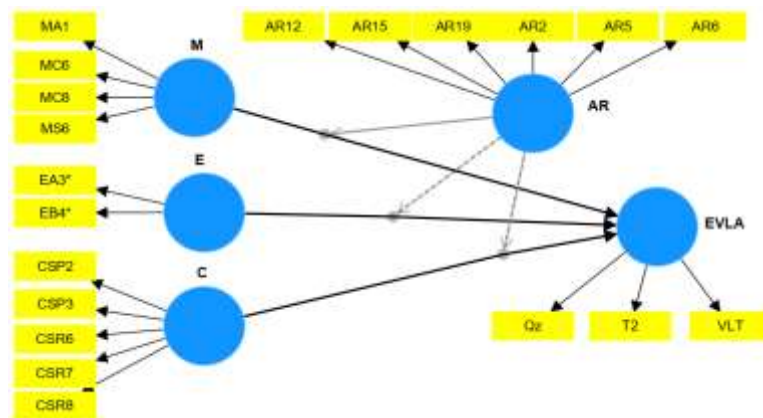 MA1
M
AR12
AR15
AR19
AR2
AR5
AR6
MC6
MC8
MS6
AR
E
EA3*
EB4*
EVLA
C
CSP2
CSP3
CSR6
CSR7
CSR8
Qz
T2
VLT